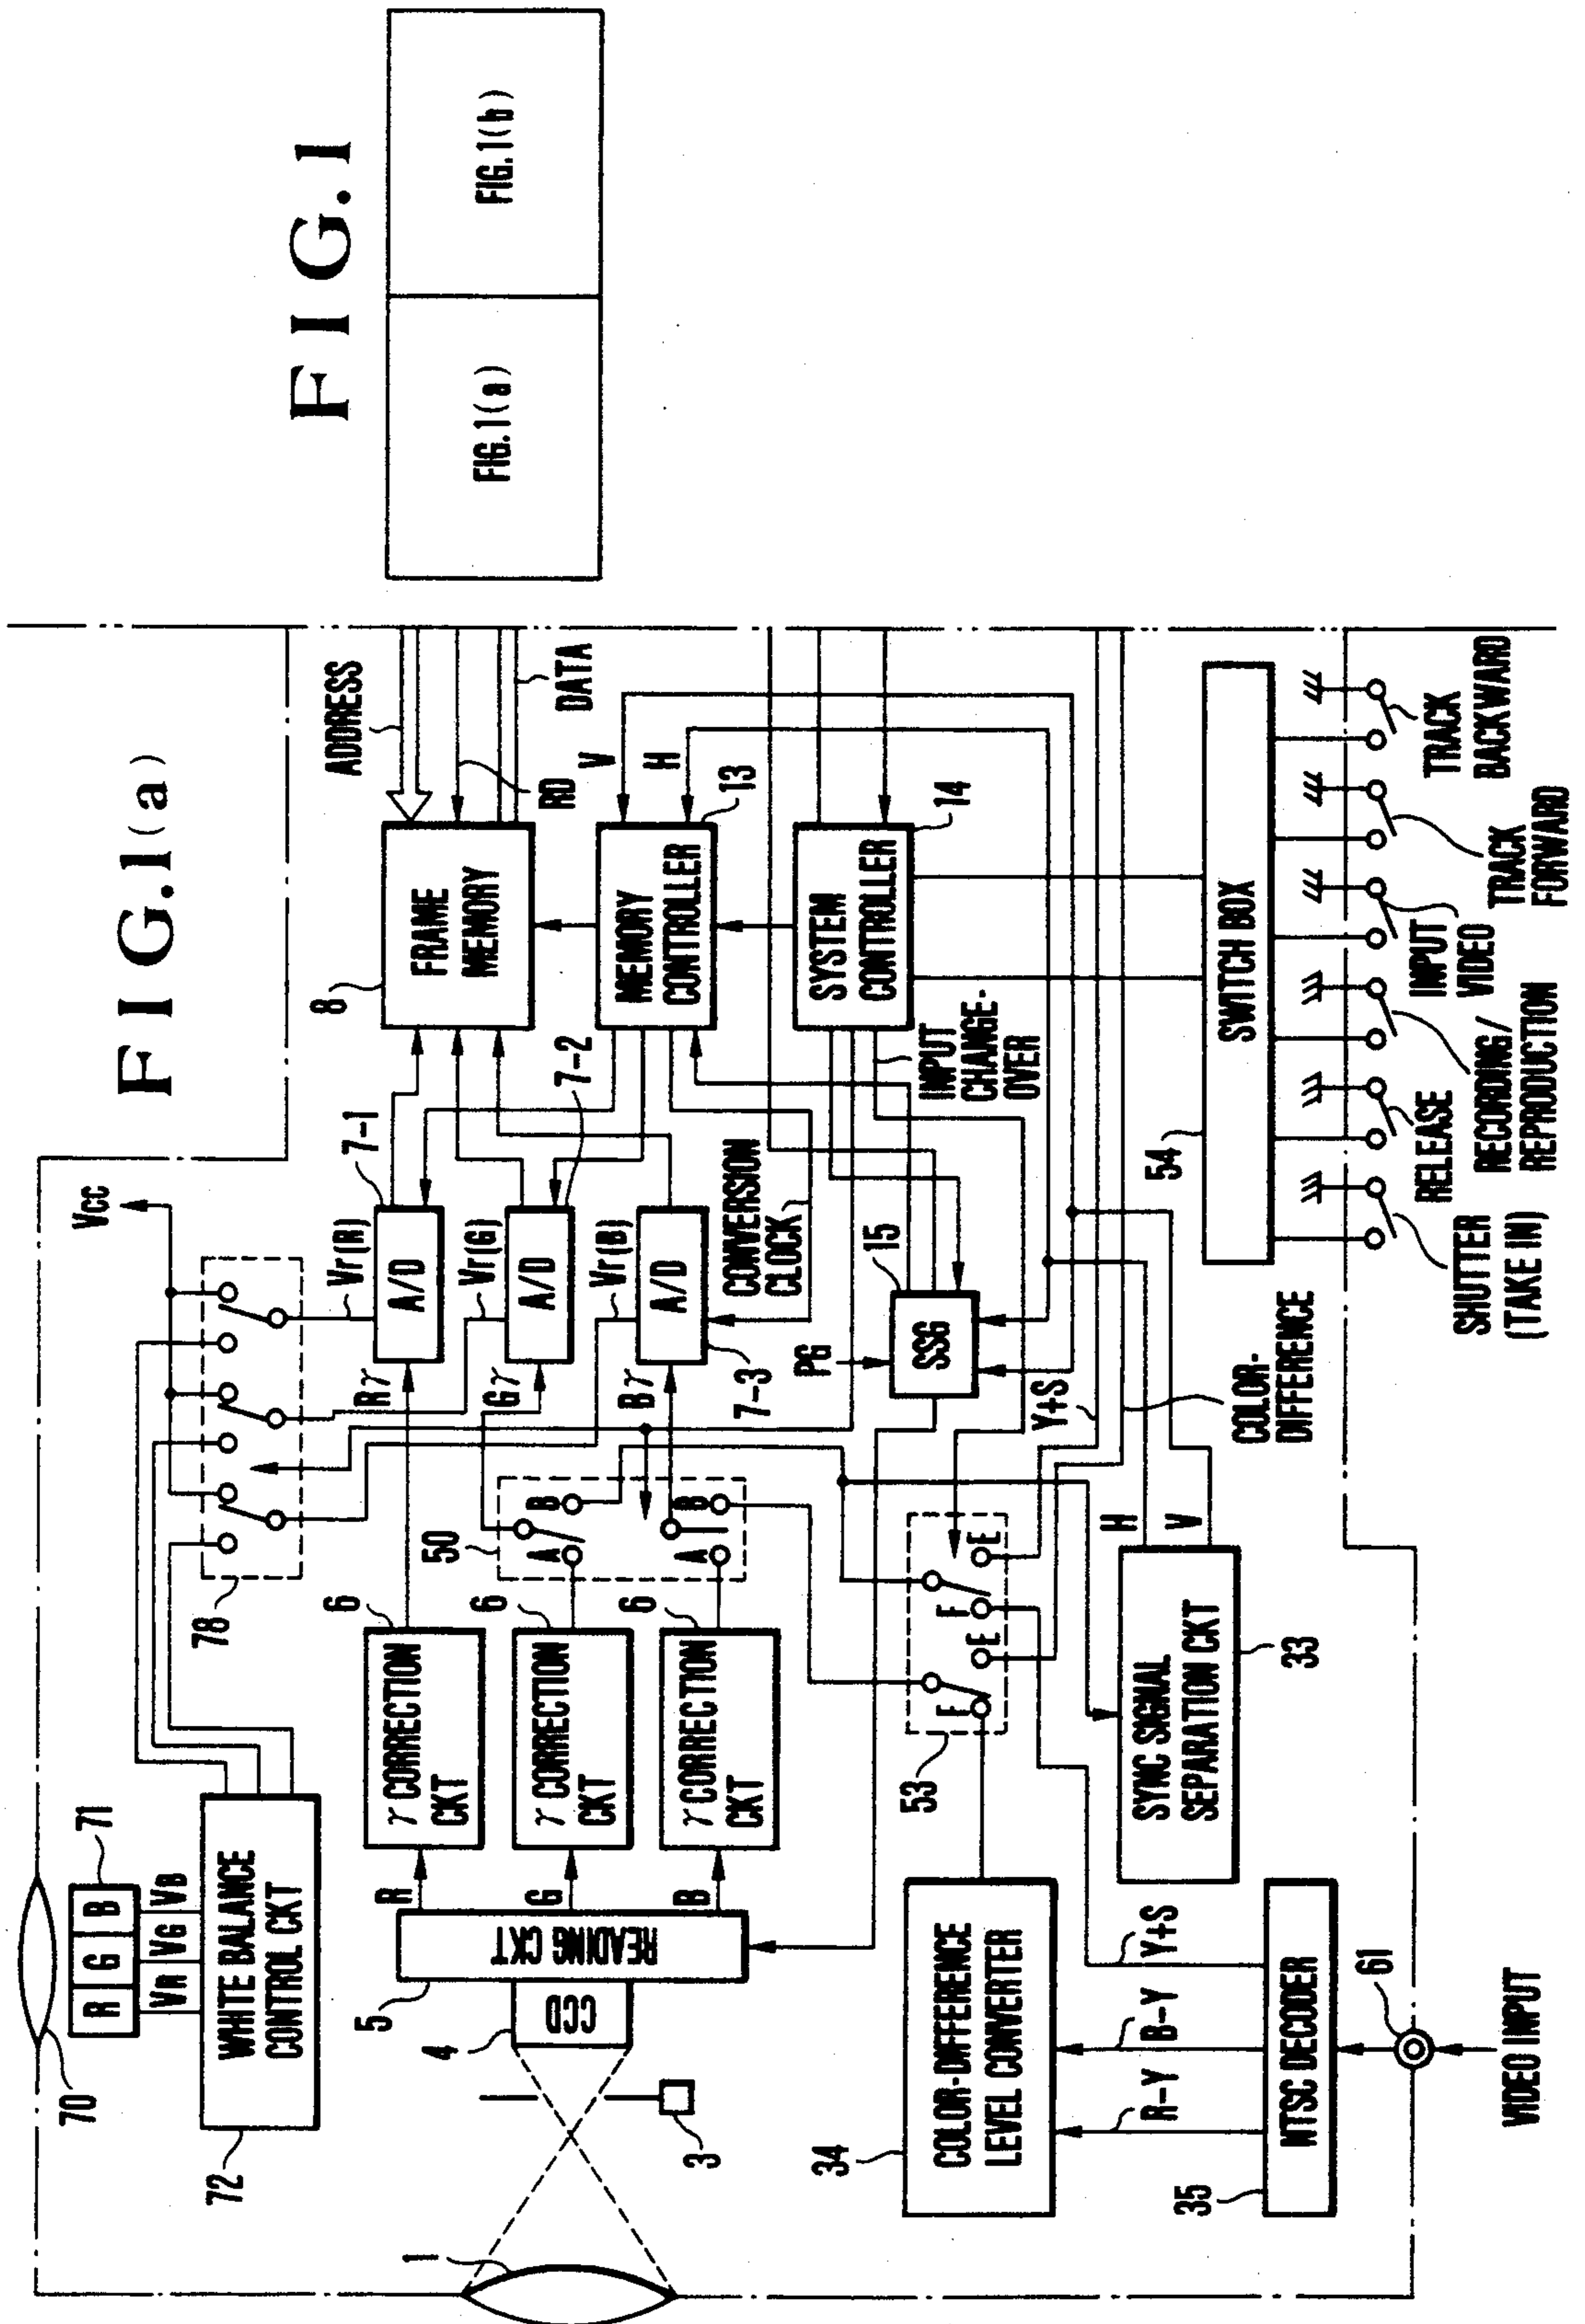 FIG.1
FIG.1(a)
FIG.1(b)
FIG.1(a)
70
R
G
B
71
VR
VG
VB
72
WHITE BALANCE
CONTROL CKT
78
Vcc
1
3
4
CCD
5
READING CKT
R
G
B
6
γ CORRECTION
CKT
6
γ CORRECTION
CKT
6
γ CORRECTION
CKT
50
A
B
A
B
Rγ
Gγ
Bγ
Vr(R)
Vr(G)
Vr(B)
7-1
A/D
7-2
A/D
7-3
A/D
CONVERSION
CLOCK
8
FRAME
MEMORY
ADDRESS
RD
DATA
MEMORY
CONTROLLER
13
V
H
SYSTEM
CONTROLLER
14
INPUT
CHANGE-
OVER
PG
SSG
15
34
COLOR-DIFFERENCE
LEVEL CONVERTER
53
F
E
F
E
Y+S
COLOR-
DIFFERENCE
H
V
SYNC SIGNAL
SEPARATION CKT
33
R-Y
B-Y
Y+S
35
NTSC DECODER
61
VIDEO INPUT
54
SWITCH BOX
SHUTTER
(TAKE IN)
RELEASE
RECORDING/
REPRODUCTION
INPUT
VIDEO
TRACK
FORWARD
TRACK
BACKWARD